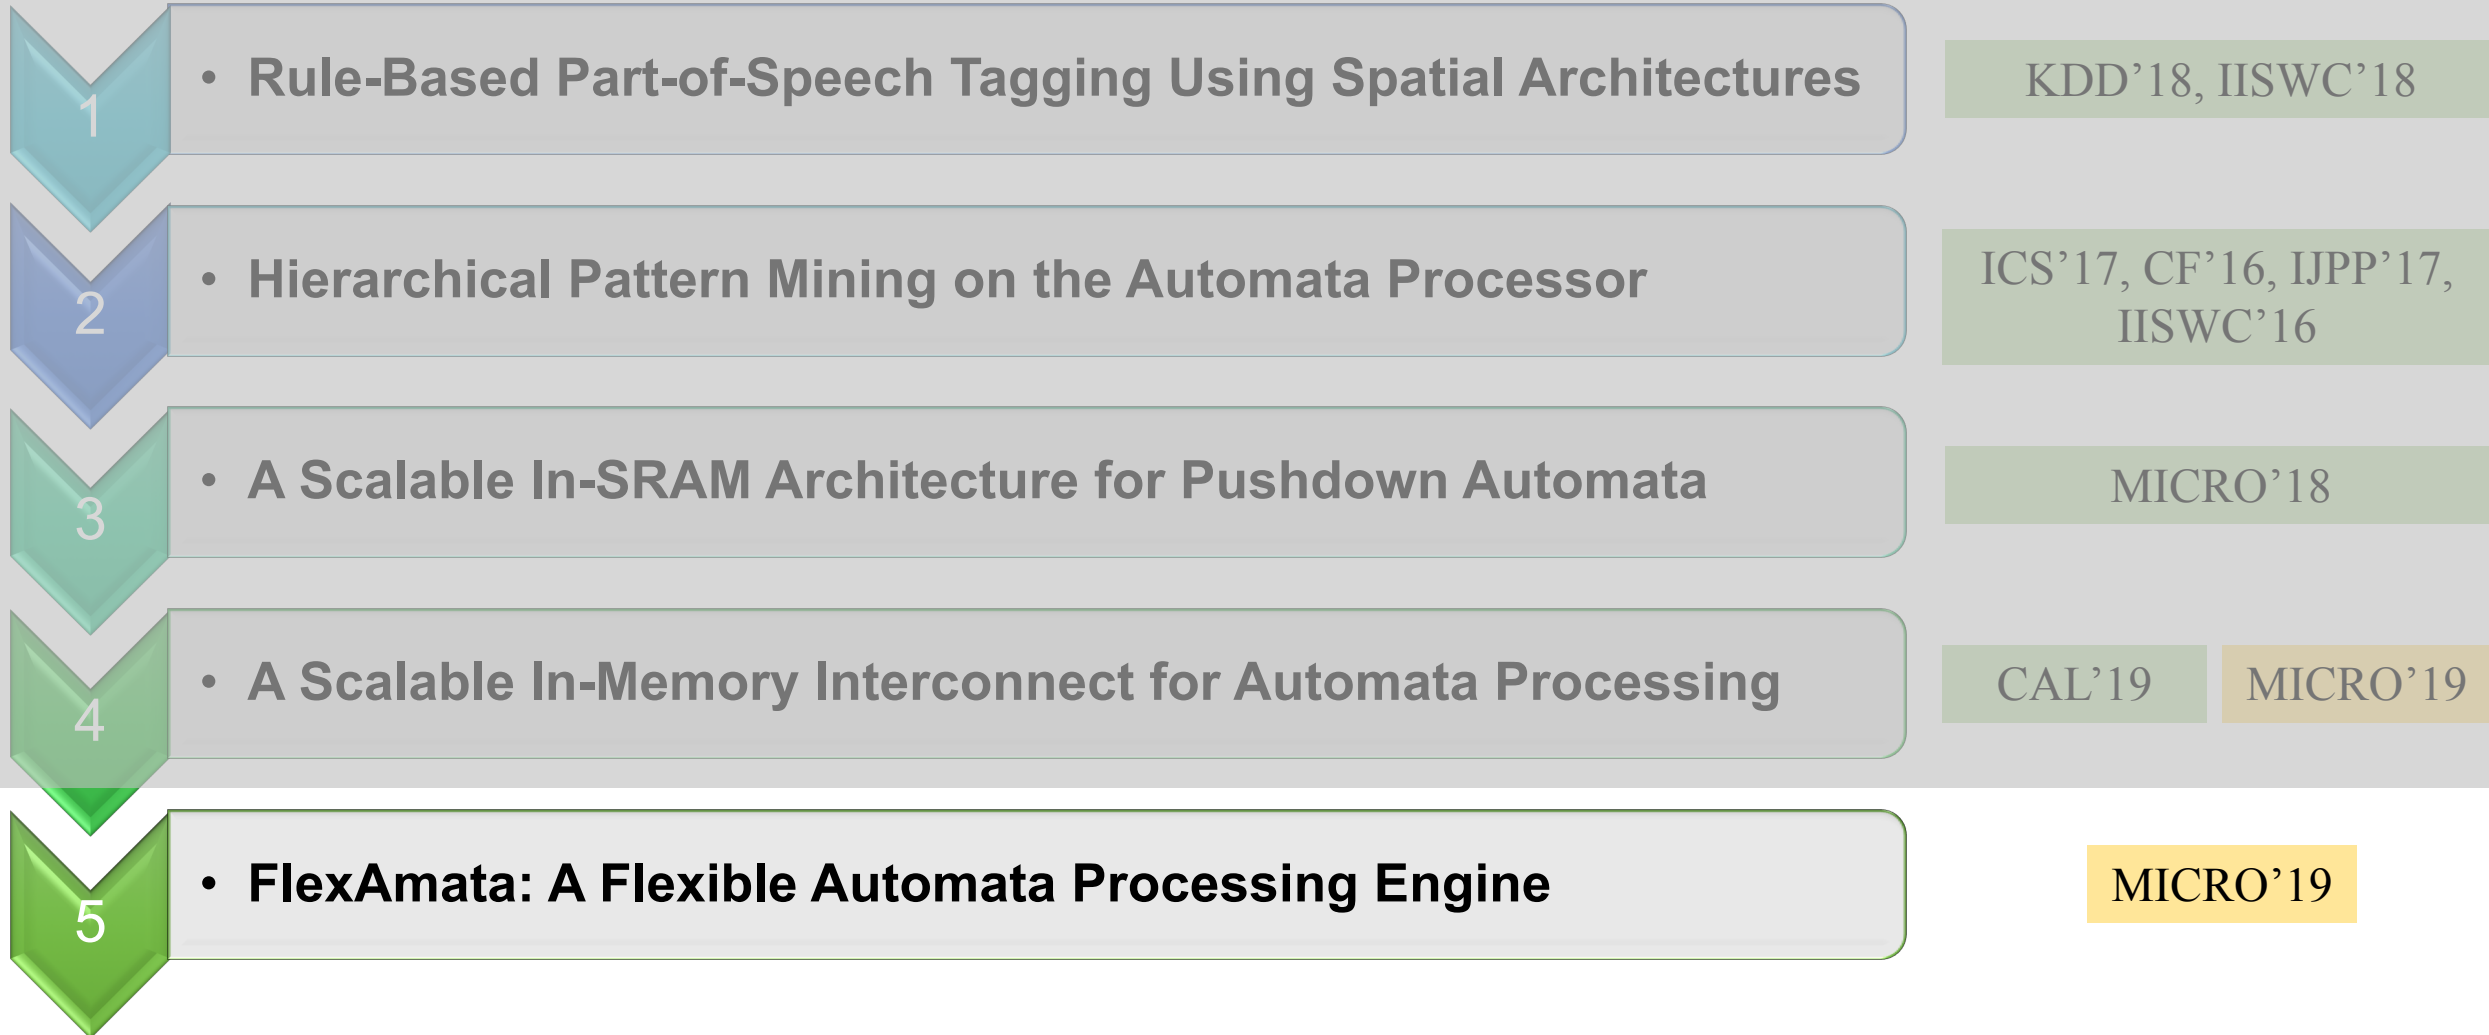 1
• Rule-Based Part-of-Speech Tagging Using Spatial Architectures
KDD’18, IISWC’18
2
• Hierarchical Pattern Mining on the Automata Processor
ICS’17, CF’16, IJPP’17,
IISWC’16
3
• A Scalable In-SRAM Architecture for Pushdown Automata
MICRO’18
4
• A Scalable In-Memory Interconnect for Automata Processing
CAL’19
MICRO’19
5
• FlexAmata: A Flexible Automata Processing Engine
MICRO’19